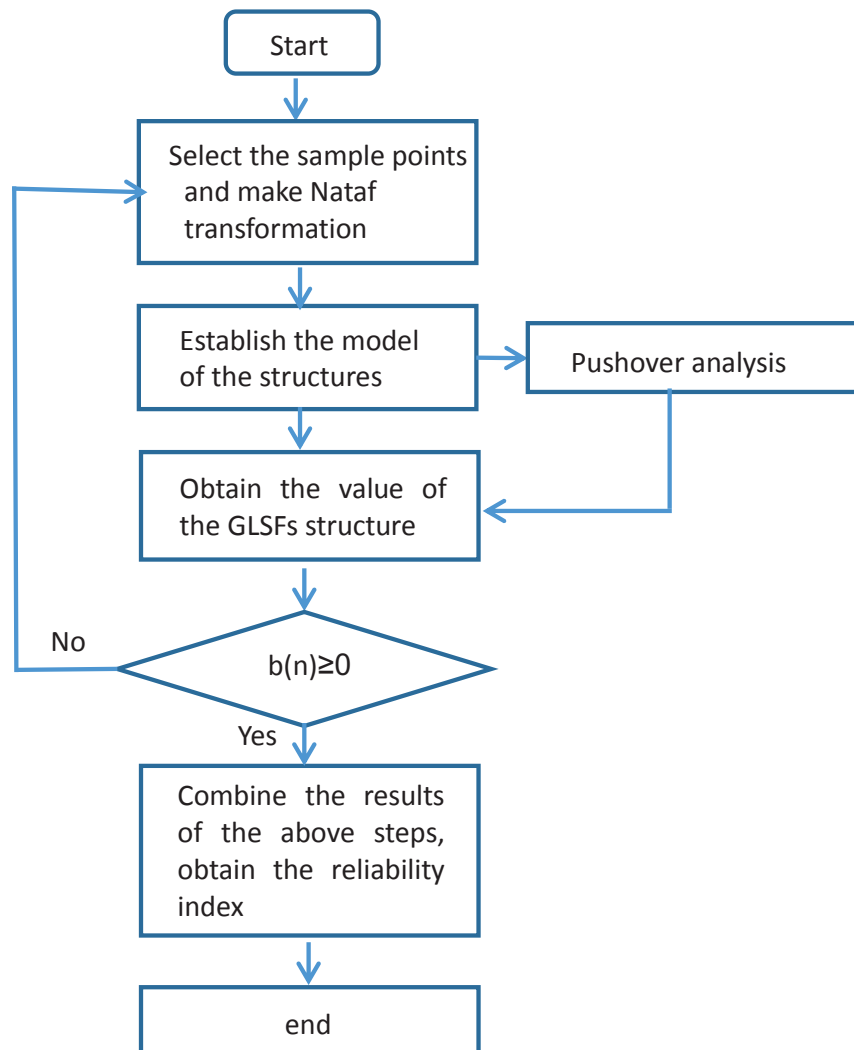 Start
Select the sample points
and make Nataf
transformation
Establish the model
of the structures
Pushover analysis
Obtain the value of
the GLSFs structure
No
b(n)≥0
Yes
Combine the results
of the above steps,
obtain the reliability
index
end